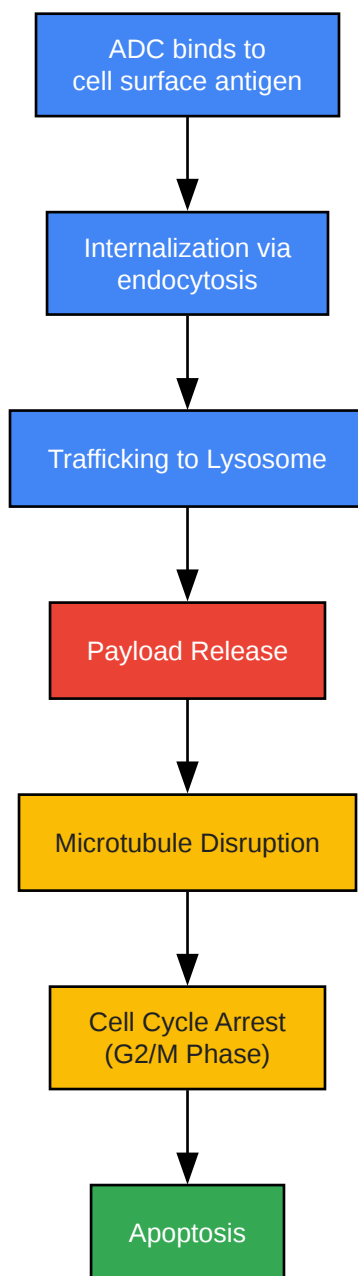 ADC binds to
cell surface antigen
Internalization via
endocytosis
Trafficking to Lysosome
Payload Release
Microtubule Disruption
Cell Cycle Arrest
(G2/M Phase)
Apoptosis